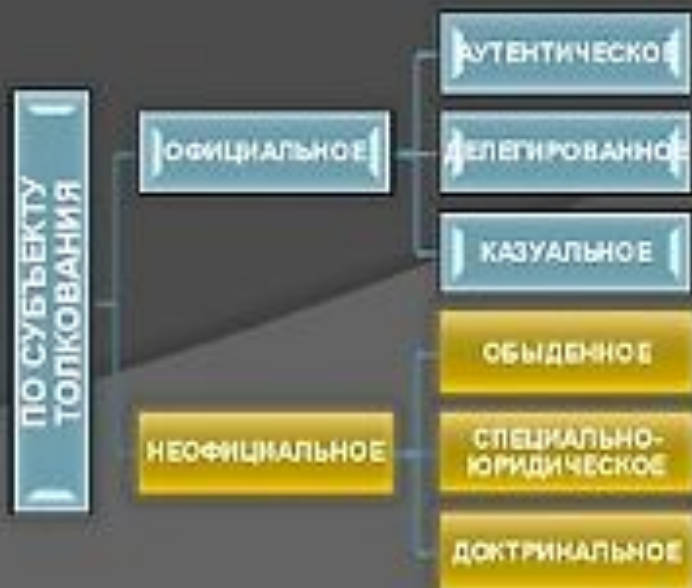 ПО СУБЪЕКТУ
ТОЛКОВАНИЯ
ОФИЦИАЛЬНОЕ
АУТЕНТИЧЕСКОЕ
ДЕЛЕГИРОВАННОЕ
КАЗУАЛЬНОЕ
НЕОФИЦИАЛЬНОЕ
ОБЫДЕННОЕ
СПЕЦИАЛЬНО-
ЮРИДИЧЕСКОЕ
ДОКТРИНАЛЬНОЕ